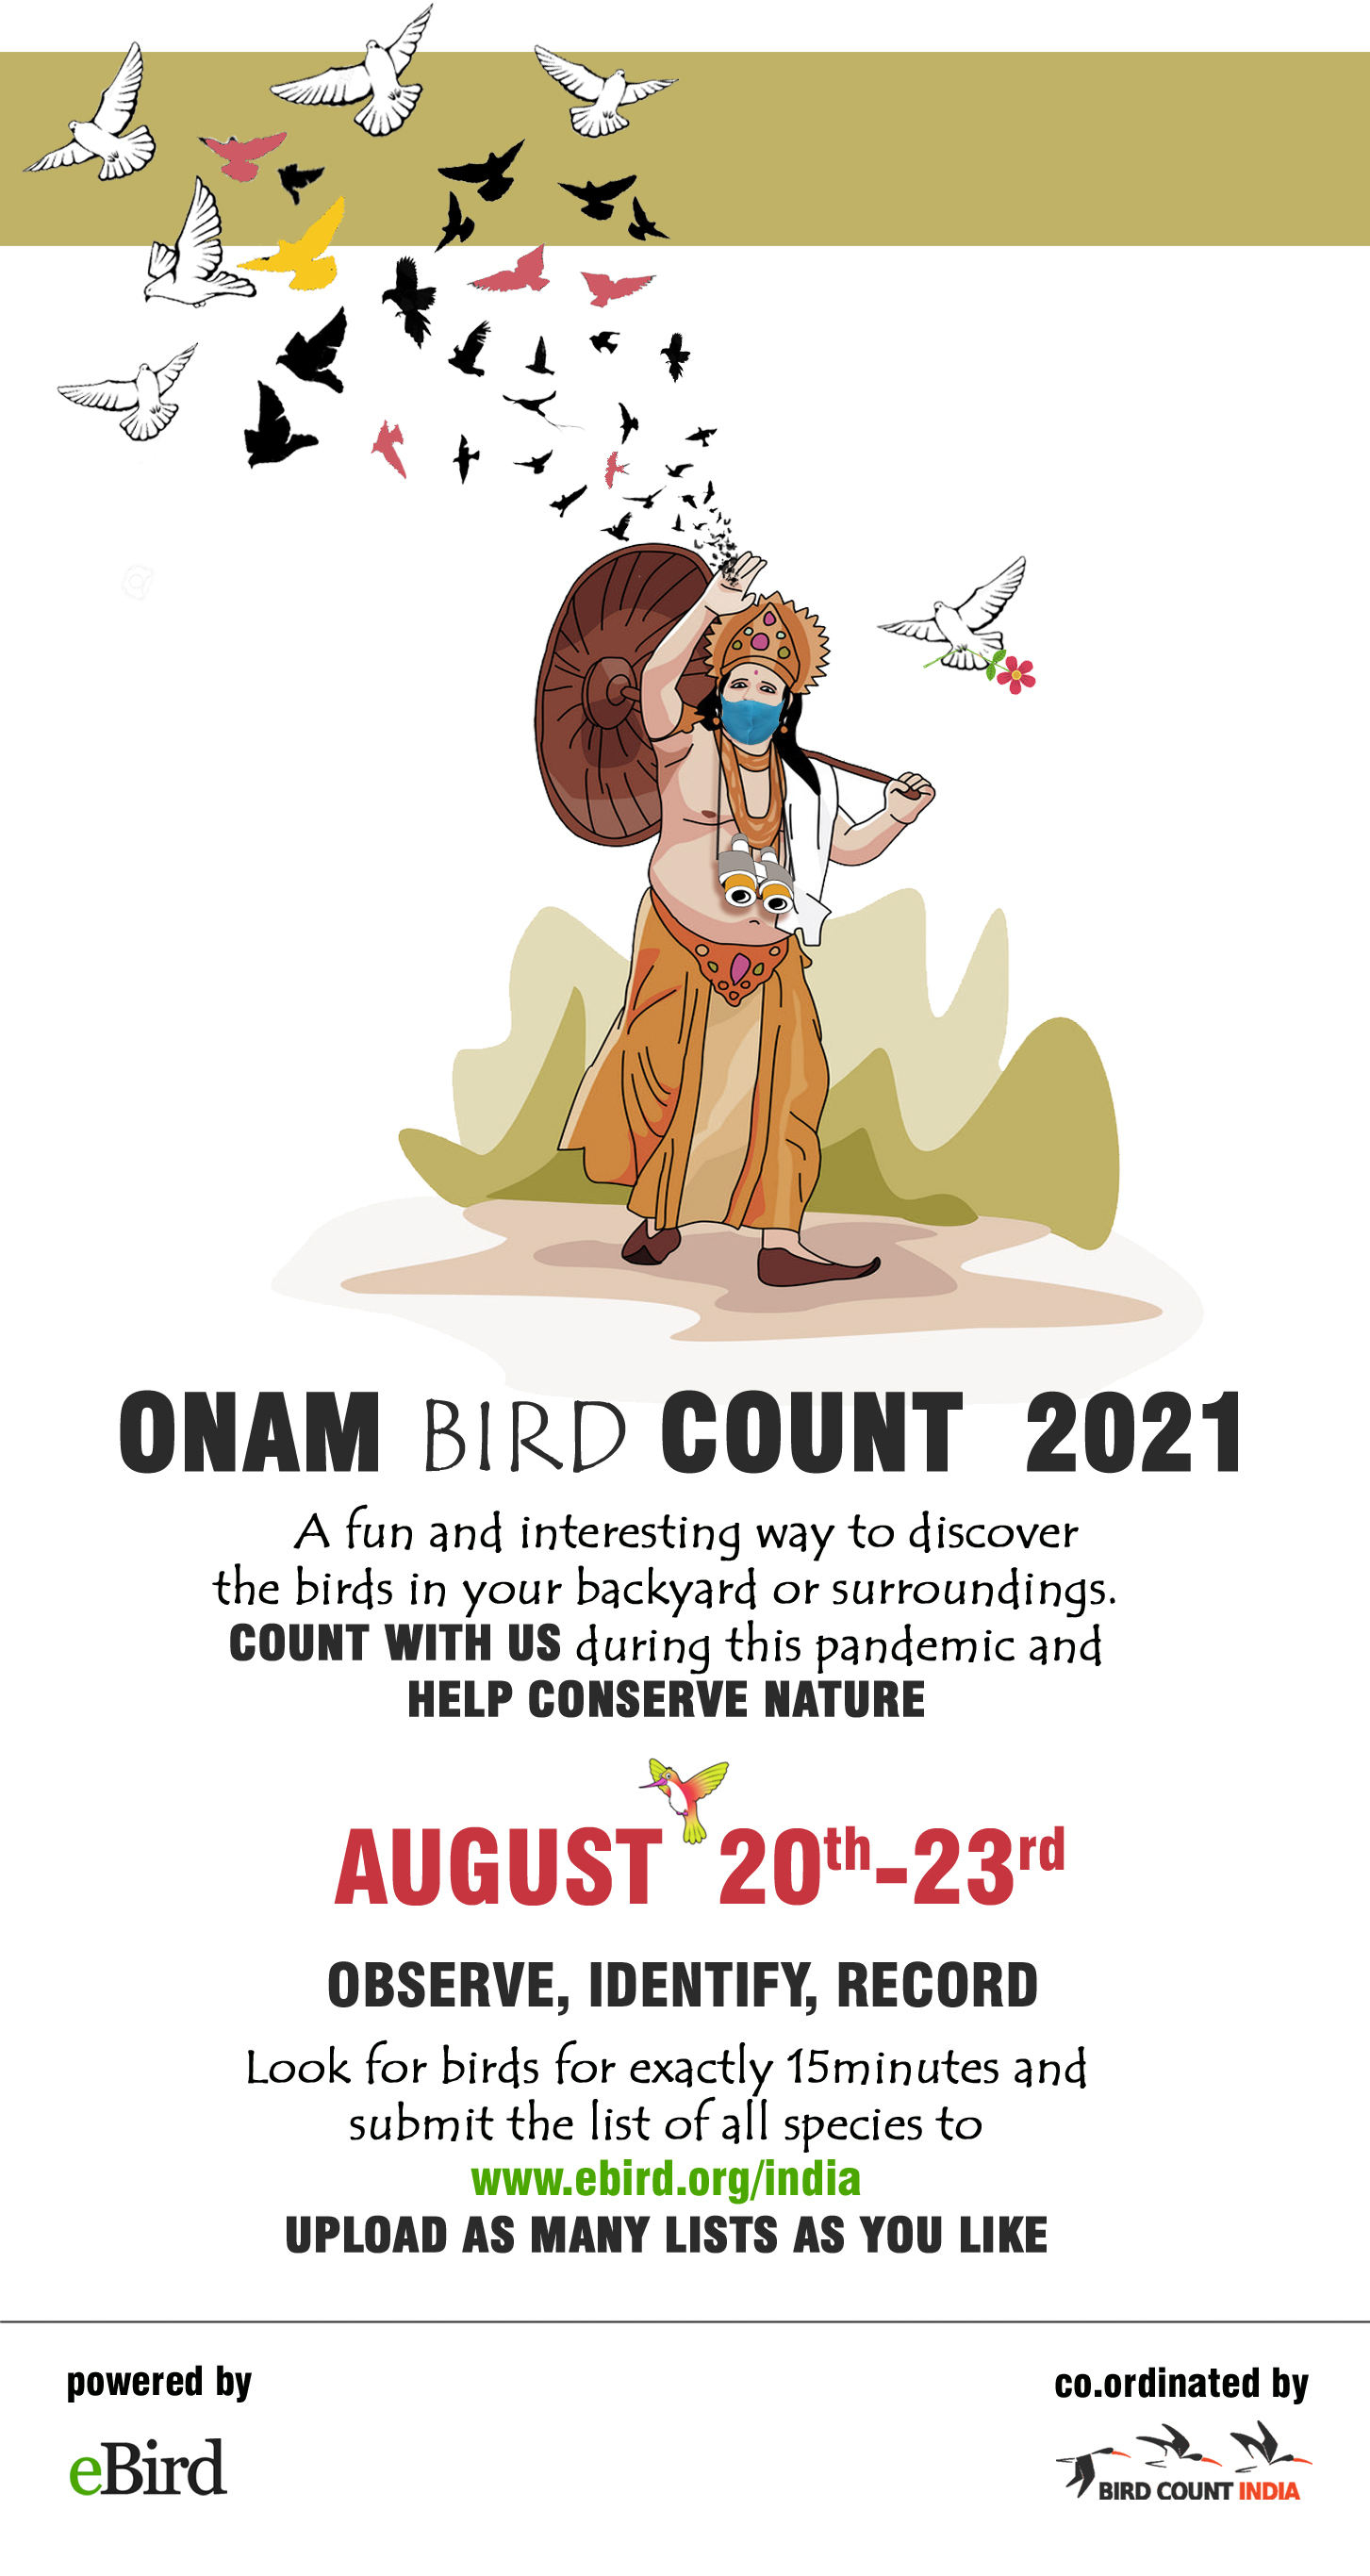 ONAM BIRD COUNT 2021
A fun and interesting way to discover
the birds in your backyard or surroundings.
COUNT WITH US during this pandemic and
HELP CONSERVE NATURE
AUGUST 20th-23rd
OBSERVE, IDENTIFY, RECORD
Look for birds for exactly 15minutes and
submit the list of all species to
www.ebird.org/india
UPLOAD AS MANY LISTS AS YOU LIKE
powered by
eBird
co.ordinated by
BIRD COUNT INDIA